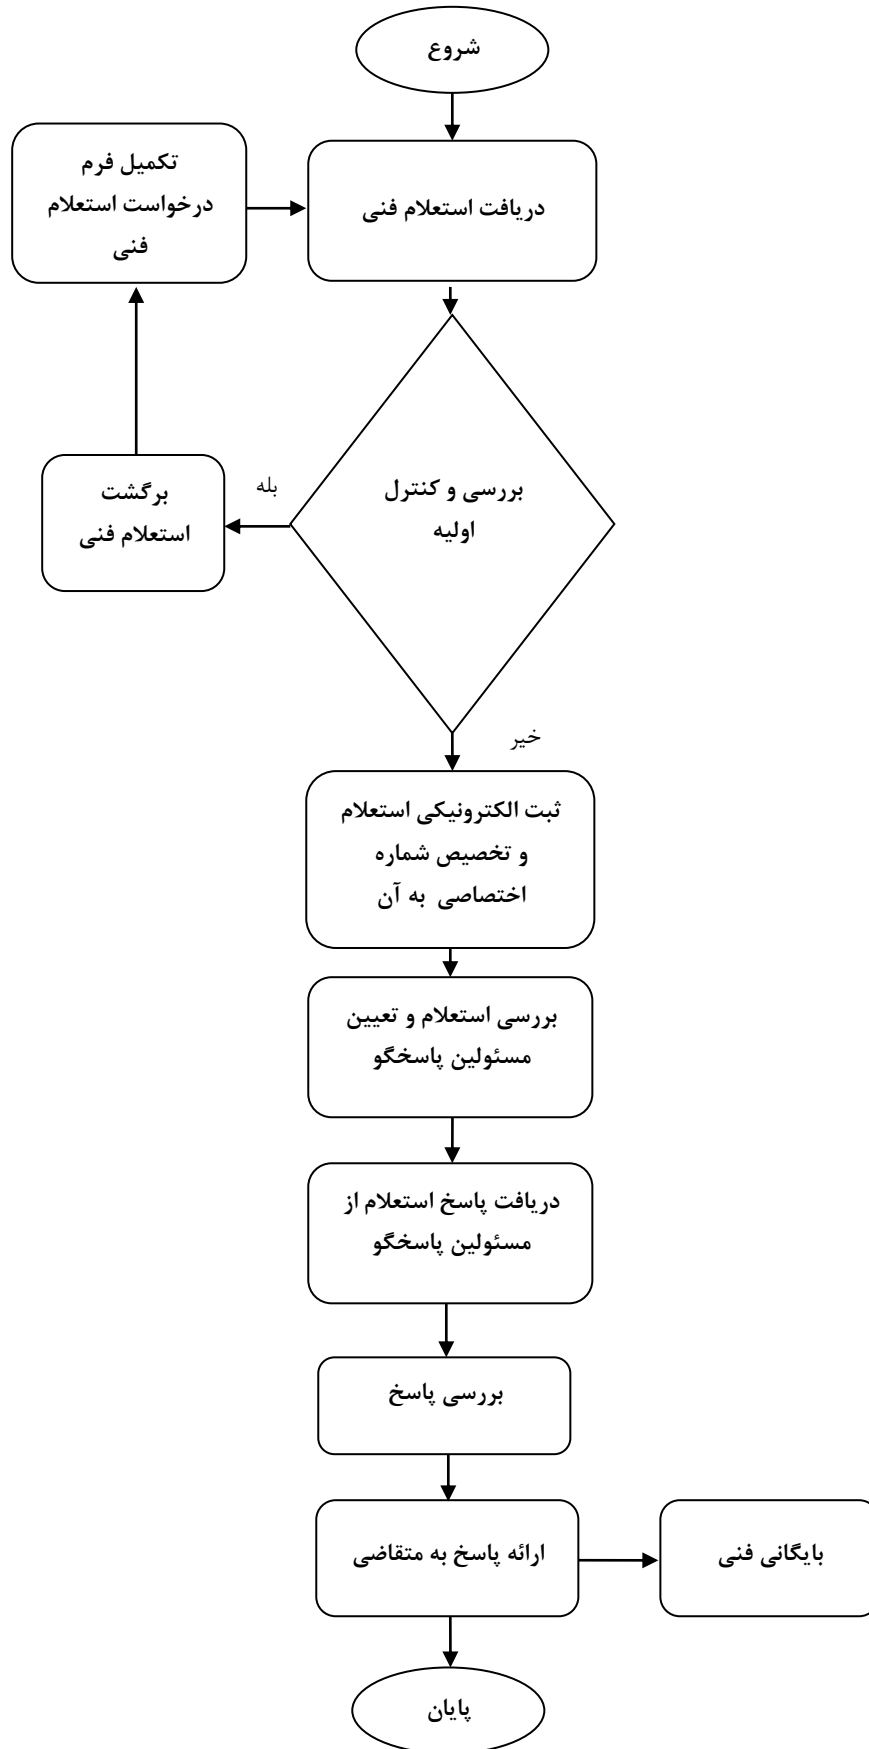 شروع
تکمیل فرم
درخواست استعلام
فنی
دریافت استعلام فنی
بررسی و کنترل
اولیه
بله
برگشت
استعلام فنی
خیر
ثبت الکترونیکی استعلام
و تخصیص شماره
اختصاصی به آن
بررسی استعلام و تعیین
مسئولین پاسخگو
دریافت پاسخ استعلام از
مسئولین پاسخگو
بررسی پاسخ
ارائه پاسخ به متقاضی
بایگانی فنی
پایان